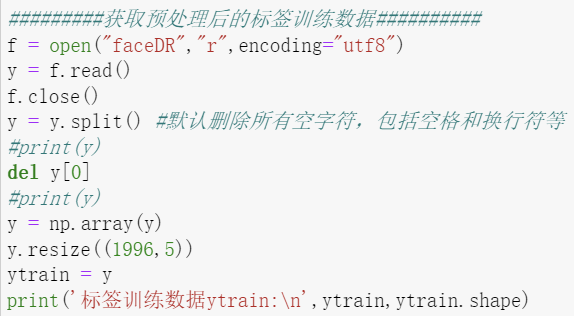 #########获取预处理后的标签训练数据##########
f = open("faceDR","r",encoding="utf8")
y = f.read()
f.close()
y = y.split() #默认删除所有空字符，包括空格和换行符等
#print(y)
del y[0]
#print(y)
y = np.array(y)
y.resize((1996,5))
ytrain = y
print('标签训练数据ytrain:\n',ytrain,ytrain.shape)